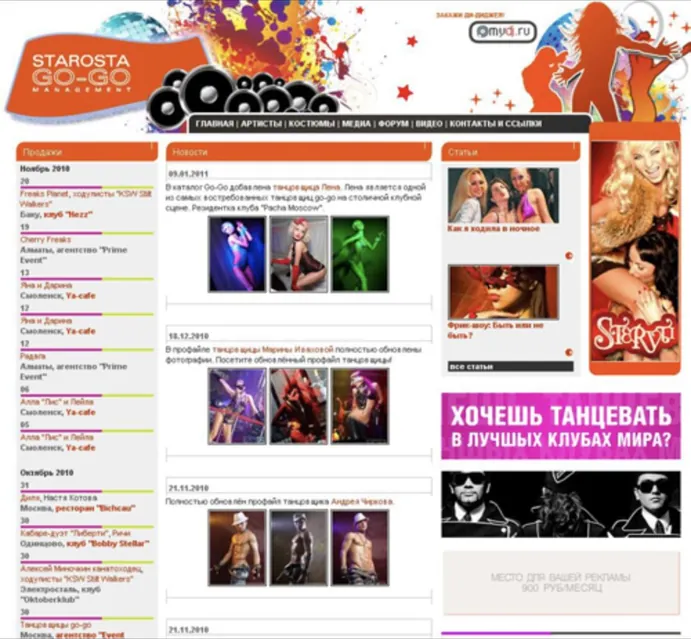 ЗАКАЖИ ДИ-ДЖЕЯ!
mydj.ru
STAROSTA
GO-GO
MANAGEMENT
ГЛАВНАЯ | АРТИСТЫ | КОСТЮМЫ | МЕДИА | ФОРУМ | ВИДЕО | КОНТАКТЫ И ССЫЛКИ
Продажи
Ноябрь 2010
20
Freaks Planet, ходулисты "KSW Stilt
Walkers"
Баку, клуб "Nezz"
19
Cherry Freaks
Алматы, агентство "Prime
Event"
13
Яна и Дарина
Смоленск, Ya-cafe
12
Яна и Дарина
Смоленск, Ya-cafe
12
Радага
Алматы, агентство "Prime
Event"
06
Алла "Лис" и Лейла
Смоленск, Ya-cafe
05
Алла "Лис" и Лейла
Смоленск, Ya-cafe
Октябрь 2010
31
Диля, Настя Котова
Москва, ресторан
30
Кабаре-дуэт "Либерти", Ричи
Одинцово, клуб "Bobby Stellar"
30
Алексей Миночкин канатоходец,
ходулисты "KSW Stilt Walkers"
Электросталь, клуб
"Oktoberklub"
30
Танцовщицы go-go
Москва, агентство "Event
Новости
09.01.2011
В каталог Go-Go добавлена танцовщица Лена. Лена является одной
из самых востребованных танцовщиц go-go на столичной клубной
сцене. Резидентка клуба "Pacha Moscow".
18.12.2010
В профайле танцовщицы Марины Иваховой полностью обновлены
фотографии. Посетите обновлённый профайл танцовщицы!
21.11.2010
Полностью обновлён профайл танцовщика Андрея Чиркова.
21.11.2010
Статьи
Как я ходила в ночное
Фрик-шоу: Быть или не
быть?
все статьи
ХОЧЕШЬ ТАНЦЕВАТЬ
В ЛУЧШИХ КЛУБАХ МИРА?
МЕСТО ДЛЯ ВАШЕЙ РЕКЛАМЫ
900 РУБ/МЕСЯЦ